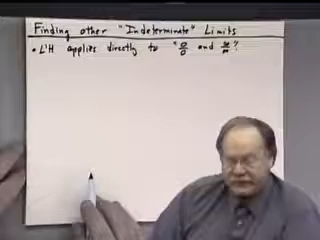 Finding other "Indeterminate" Limits
• L'H applies directly to "0/0 and ∞/∞".